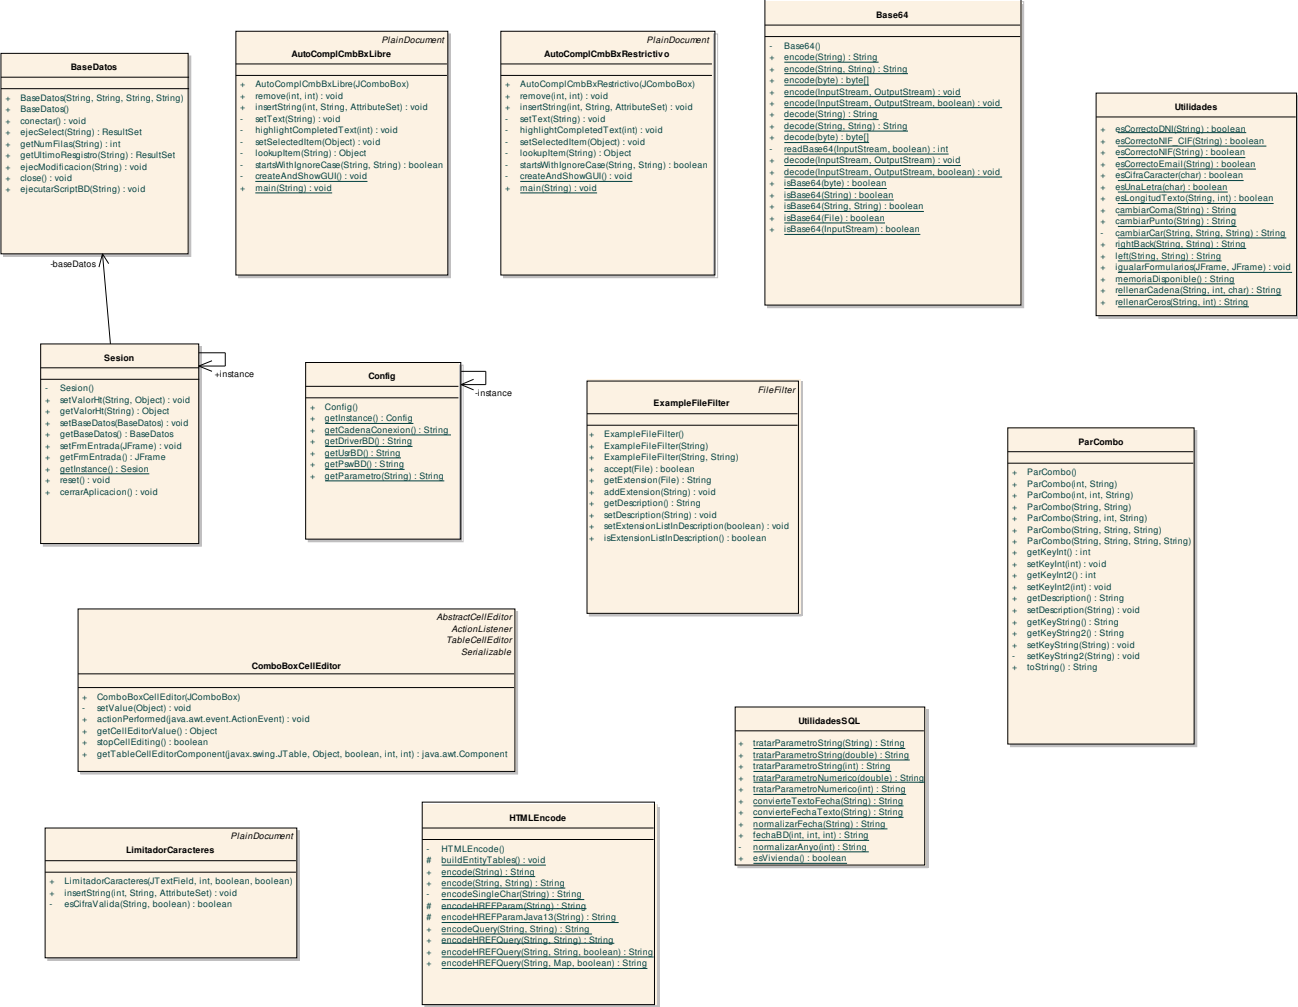 BaseDatos
+ BaseDatos(String, String, String, String)
+ BaseDatos()
+ conectar() : void
+ ejecSelect(String) : ResultSet
+ getNumFilas(String) : int
+ getUltimoResgistro(String) : ResultSet
+ ejecModificacion(String) : void
+ close() : void
+ ejecutarScriptBD(String) : void
-baseDatos
PlainDocument
AutoComplCmbBxLibre
+ AutoComplCmbBxLibre(JComboBox)
+ remove(int, int) : void
+ insertString(int, String, AttributeSet) : void
- setText(String) : void
- highlightCompletedText(int) : void
- setSelectedItem(Object) : void
- lookupItem(String) : Object
- startsWithIgnoreCase(String, String) : boolean
- createAndShowGUI() : void
+ main(String) : void
PlainDocument
AutoComplCmbBxRestrictivo
+ AutoComplCmbBxRestrictivo(JComboBox)
+ remove(int, int) : void
+ insertString(int, String, AttributeSet) : void
- setText(String) : void
- highlightCompletedText(int) : void
- setSelectedItem(Object) : void
- lookupItem(String) : Object
- startsWithIgnoreCase(String, String) : boolean
- createAndShowGUI() : void
+ main(String) : void
Base64
- Base64()
+ encode(String) : String
+ encode(String, String) : String
+ encode(byte) : byte[]
+ encode(InputStream, OutputStream) : void
+ encode(InputStream, OutputStream, boolean) : void
+ decode(String) : String
+ decode(String, String) : String
+ decode(byte) : byte[]
- readBase64(InputStream, boolean) : int
+ decode(InputStream, OutputStream) : void
+ decode(InputStream, OutputStream, boolean) : void
+ isBase64(byte) : boolean
+ isBase64(String) : boolean
+ isBase64(String, String) : boolean
+ isBase64(File) : boolean
+ isBase64(InputStream) : boolean
Utilidades
+ esCorrectoDNI(String) : boolean
+ esCorrectoNIF_CIF(String) : boolean
+ esCorrectoNIF(String) : boolean
+ esCorrectoEmail(String) : boolean
+ esCifraCaracter(char) : boolean
+ esUnaLetra(char) : boolean
+ esLongitudTexto(String, int) : boolean
+ cambiarComa(String) : String
+ cambiarPunto(String) : String
- cambiarCar(String, String, String) : String
+ rightBack(String, String) : String
+ left(String, String) : String
+ igualarFormularios(JFrame, JFrame) : void
+ memoriaDisponible() : String
+ rellenarCadena(String, int, char) : String
+ rellenarCeros(String, int) : String
Sesion
- Sesion()
+ setValorHt(String, Object) : void
+ getValorHt(String) : Object
+ setBaseDatos(BaseDatos) : void
+ getBaseDatos() : BaseDatos
+ setFrmEntrada(JFrame) : void
+ getFrmEntrada() : JFrame
+ getInstance() : Sesion
+ reset() : void
+ cerrarAplicacion() : void
+instance
Config
+ Config()
+ getInstance() : Config
+ getCadenaConexion() : String
+ getDriverBD() : String
+ getUsrBD() : String
+ getPswBD() : String
+ getParametro(String) : String
-instance
FileFilter
ExampleFileFilter
+ ExampleFileFilter()
+ ExampleFileFilter(String)
+ ExampleFileFilter(String, String)
+ accept(File) : boolean
+ getExtension(File) : String
+ addExtension(String) : void
+ getDescription() : String
+ setDescription(String) : void
+ setExtensionListInDescription(boolean) : void
+ isExtensionListInDescription() : boolean
ParCombo
+ ParCombo()
+ ParCombo(int, String)
+ ParCombo(int, int, String)
+ ParCombo(String, String)
+ ParCombo(String, int, String)
+ ParCombo(String, String, String)
+ ParCombo(String, String, String, String)
+ getKeyInt() : int
+ setKeyInt(int) : void
+ getKeyInt2() : int
+ setKeyInt2(int) : void
+ getDescription() : String
+ setDescription(String) : void
+ getKeyString() : String
+ getKeyString2() : String
+ setKeyString(String) : void
- setKeyString2(String) : void
+ toString() : String
AbstractCellEditor
ActionListener
TableCellEditor
Serializable
ComboBoxCellEditor
+ ComboBoxCellEditor(JComboBox)
- setValue(Object) : void
+ actionPerformed(java.awt.event.ActionEvent) : void
+ getCellEditorValue() : Object
+ stopCellEditing() : boolean
+ getTableCellEditorComponent(javax.swing.JTable, Object, boolean, int, int) : java.awt.Component
UtilidadesSQL
+ tratarParametroString(String) : String
+ tratarParametroString(double) : String
+ tratarParametroString(int) : String
+ tratarParametroNumerico(double) : String
+ tratarParametroNumerico(int) : String
+ convierteTextoFecha(String) : String
+ convierteFechaTexto(String) : String
+ normalizarFecha(String) : String
+ fechaBD(int, int, int) : String
- normalizarAnyo(int) : String
+ esVivienda() : boolean
PlainDocument
LimitadorCaracteres
+ LimitadorCaracteres(JTextField, int, boolean, boolean)
+ insertString(int, String, AttributeSet) : void
- esCifraValida(String, boolean) : boolean
HTMLEncode
- HTMLEncode()
# buildEntityTables() : void
+ encode(String) : String
+ encode(String, String) : String
- encodeSingleChar(String) : String
# encodeHREFParam(String) : String
# encodeHREFParamJava13(String) : String
+ encodeQuery(String, String) : String
+ encodeHREFQuery(String, String) : String
+ encodeHREFQuery(String, String, boolean) : String
+ encodeHREFQuery(String, Map, boolean) : String